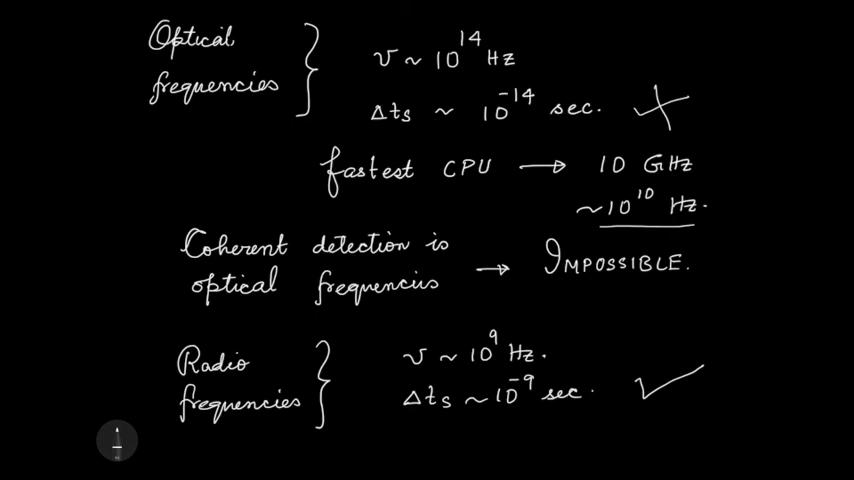 Optical
frequencies
ν ~ 10^14 Hz
Δts ~ 10^-14 sec.
fastest CPU → 10 GHz
~10^10 Hz.
Coherent detection is
optical frequencies → IMPOSSIBLE.
Radio
frequencies
ν ~ 10^9 Hz.
Δts ~ 10^-9 sec.